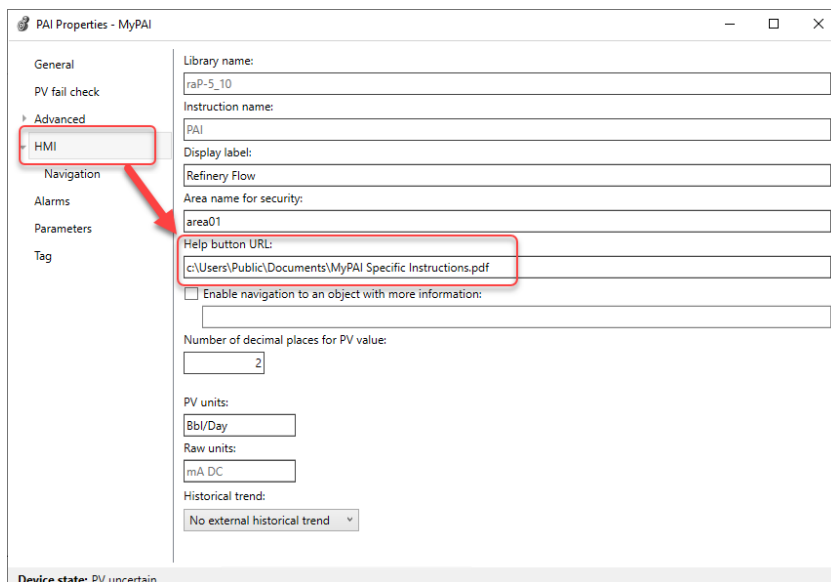 PAI Properties - MyPAI
General
PV fail check
Advanced
HMI
Navigation
Alarms
Parameters
Tag
Library name:
raP-5_10
Instruction name:
PAI
Display label:
Refinery Flow
Area name for security:
area01
Help button URL:
c:\Users\Public\Documents\MyPAI Specific Instructions.pdf
Enable navigation to an object with more information:
Number of decimal places for PV value:
2
PV units:
Bbl/Day
Raw units:
mA DC
Historical trend:
No external historical trend
Device state: PV uncertain